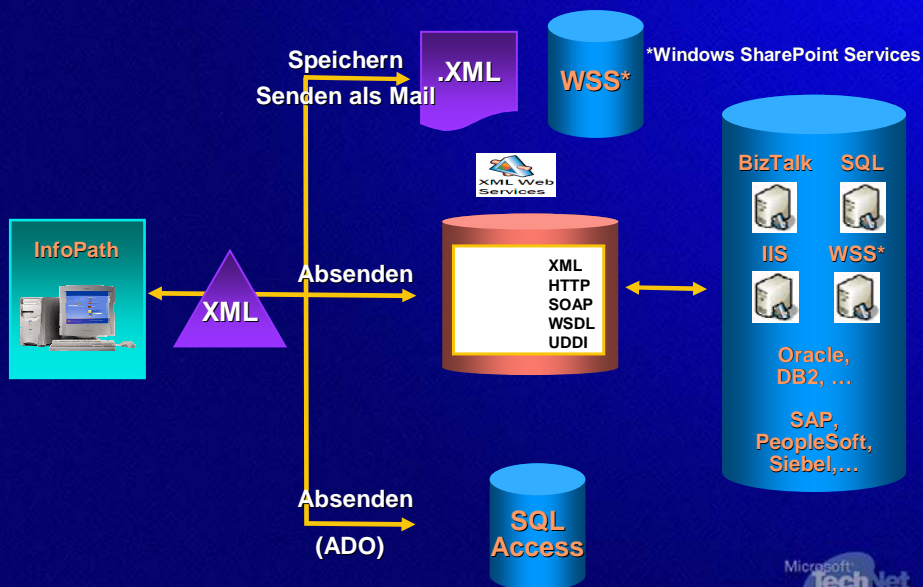 Speichern
Senden als Mail
.XML
WSS*
*Windows SharePoint Services
XML Web
Services
InfoPath
XML
Absenden
XML
HTTP
SOAP
WSDL
UDDI
BizTalk SQL
IIS WSS*
Oracle,
DB2, ...
SAP,
PeopleSoft,
Siebel,...
Absenden
(ADO)
SQL
Access
Microsoft
TechNet